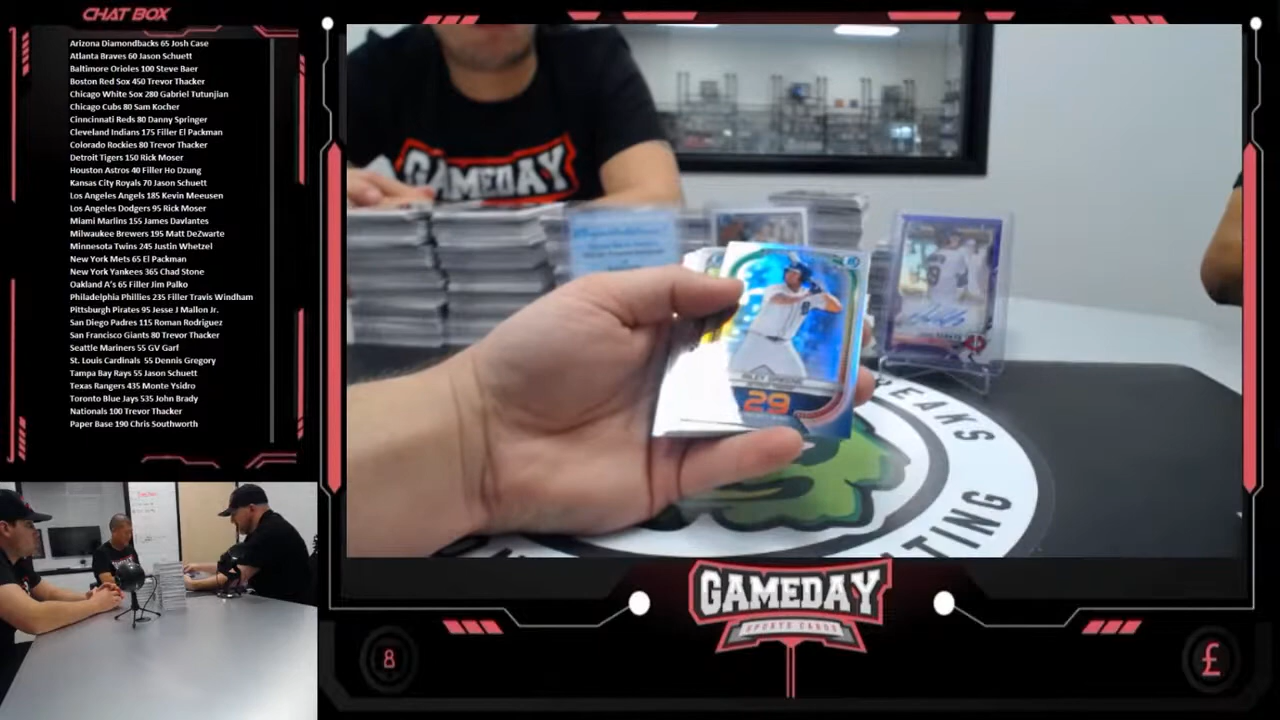 CHAT BOX
Arizona Diamondbacks 65 Josh Case
Atlanta Braves 60 Jason Schuett
Baltimore Orioles 100 Steve Baer
Boston Red Sox 450 Trevor Thacker
Chicago White Sox 280 Gabriel Tutunjian
Chicago Cubs 80 Sam Kocher
Cinncincati Reds 80 Danny Springer
Cleveland Indians 175 Filler El Packman
Colorado Rockies 80 Trevor Thacker
Detroit Tigers 150 Rick Moser
Houston Astros 40 Filler Ho Dzung
Kansas City Royals 70 Jason Schuett
Los Angeles Angels 185 Kevin Meeusen
Los Angeles Dodgers 95 Rick Moser
Miami Marlins 155 James Davlantes
Milwaukee Brewers 195 Matt DeZwarte
Minnesota Twins 245 Justin Whetzel
New York Mets 65 El Packman
New York Yankees 365 Chad Stone
Oakland A's 65 Filler Jim Palko
Philadelphia Phillies 235 Filler Travis Windham
Pittsburgh Pirates 95 Jesse J Mallon Jr.
San Diego Padres 115 Roman Rodriguez
San Francisco Giants 80 Trevor Thacker
Seattle Mariners 55 GV Garf
St. Louis Cardinals 55 Dennis Gregory
Tampa Bay Rays 55 Jason Schuett
Texas Rangers 435 Monte Ysidro
Toronto Blue Jays 535 John Brady
Nationals 100 Trevor Thacker
Paper Base 190 Chris Southworth
GAMEDAY
29
REAKS
TING
GAMEDAY
SPORTS CARDS
8
£